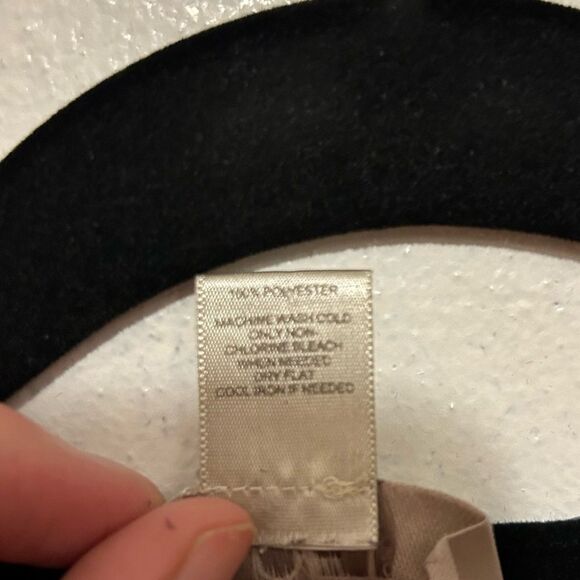 100% POLYESTER
MACHINE WASH COLD
ONLY NON-
CHLORINE BLEACH
WHEN NEEDED
DRY FLAT
COOL IRON IF NEEDED